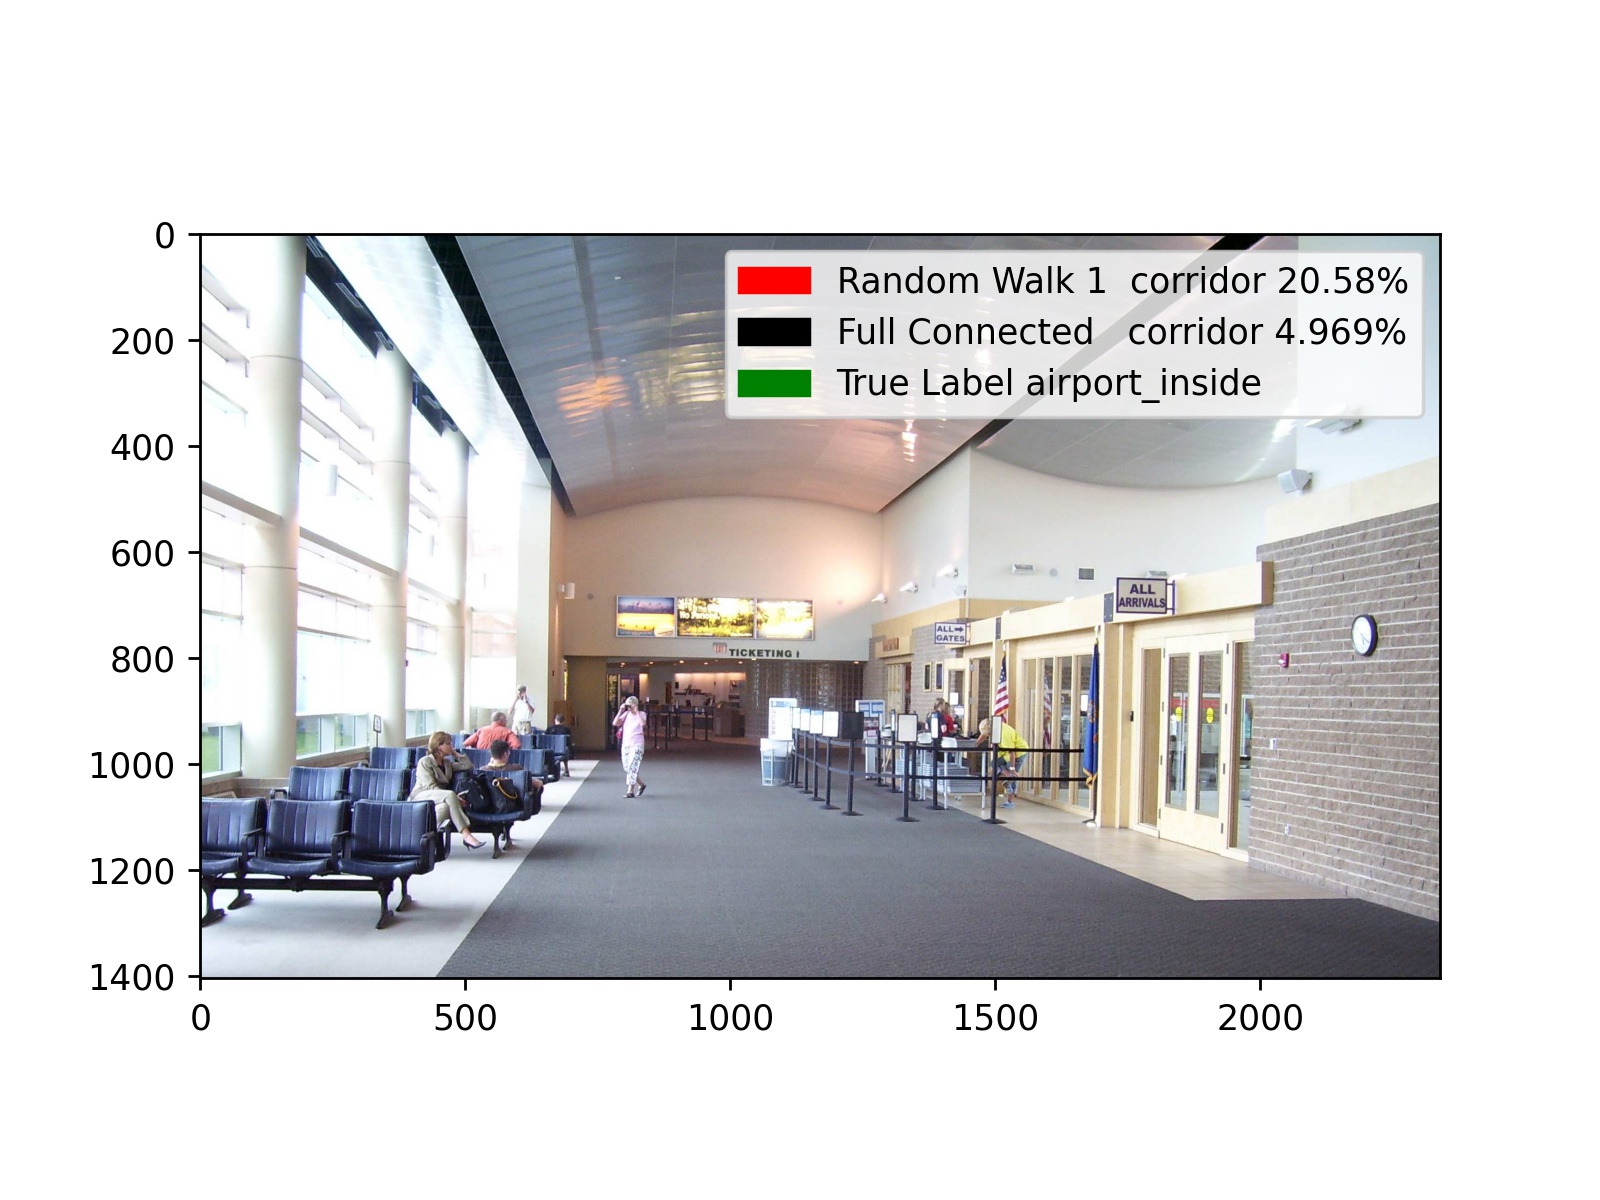 0
200
400
600
800
1000
1200
1400
0 500 1000 1500 2000
Random Walk 1 corridor 20.58%
Full Connected corridor 4.969%
True Label airport_inside
ALL
ARRIVALS
ALL→
GATES
TICKETING